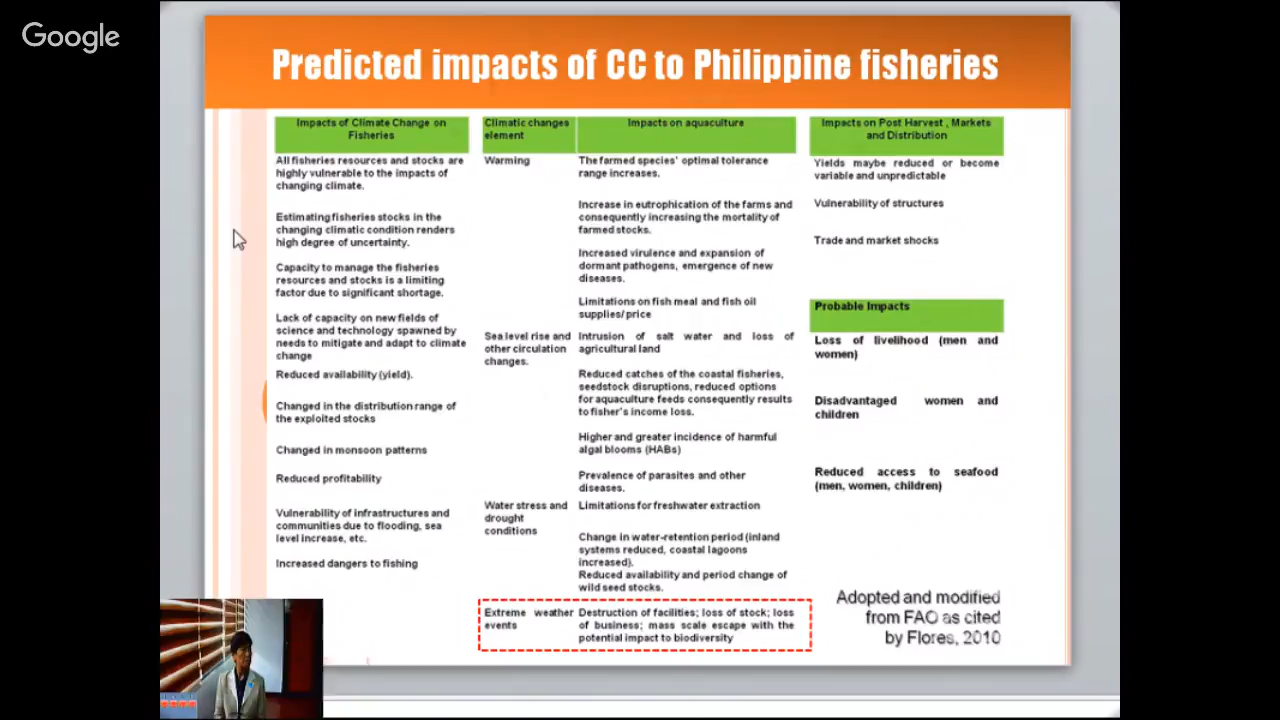 Google
Predicted impacts of CC to Philippine fisheries
Impacts of Climate Change on
Fisheries
All fisheries resources and stocks are
highly vulnerable to the impacts of
changing climate.
Estimating fisheries stocks in the
changing climatic condition renders
high degree of uncertainty.
Capacity to manage the fisheries
resources and stocks is a limiting
factor due to significant shortage.
Lack of capacity on new fields of
science and technology spawned by
needs to mitigate and adapt to climate
change
Reduced availability (yield).
Changed in the distribution range of
the exploited stocks
Changed in monsoon patterns
Reduced profitability
Vulnerability of infrastructures and
communities due to flooding, sea
level increase, etc.
Increased dangers to fishing
Climatic changes
element
Impacts on aquaculture
Warming
The farmed species' optimal tolerance
range increases.
Increase in eutrophication of the farms and
consequently increasing the mortality of
farmed stocks.
Increased virulence and expansion of
dormant pathogens, emergence of new
diseases.
Limitations on fish meal and fish oil
supplies/ price
Sea level rise and
other circulation
changes.
Intrusion of salt water and loss of
agricultural land
Reduced catches of the coastal fisheries,
seedstock disruptions, reduced options
for aquaculture feeds consequently results
to fisher's income loss.
Higher and greater incidence of harmful
algal blooms (HABs)
Prevalence of parasites and other
diseases.
Water stress and
drought
conditions
Limitations for freshwater extraction
Change in water-retention period (inland
systems reduced, coastal lagoons
increased).
Reduced availability and period change of
wild seed stocks.
Extreme weather
events
Destruction of facilities; loss of stock; loss
of business; mass scale escape with the
potential impact to biodiversity
Impacts on Post Harvest , Markets
and Distribution
Yields maybe reduced or become
variable and unpredictable
Vulnerability of structures
Trade and market shocks
Probable Impacts
Loss of livelihood (men and
women)
Disadvantaged women and
children
Reduced access to seafood
(men, women, children)
Adopted and modified
from FAO as cited
by Flores, 2010